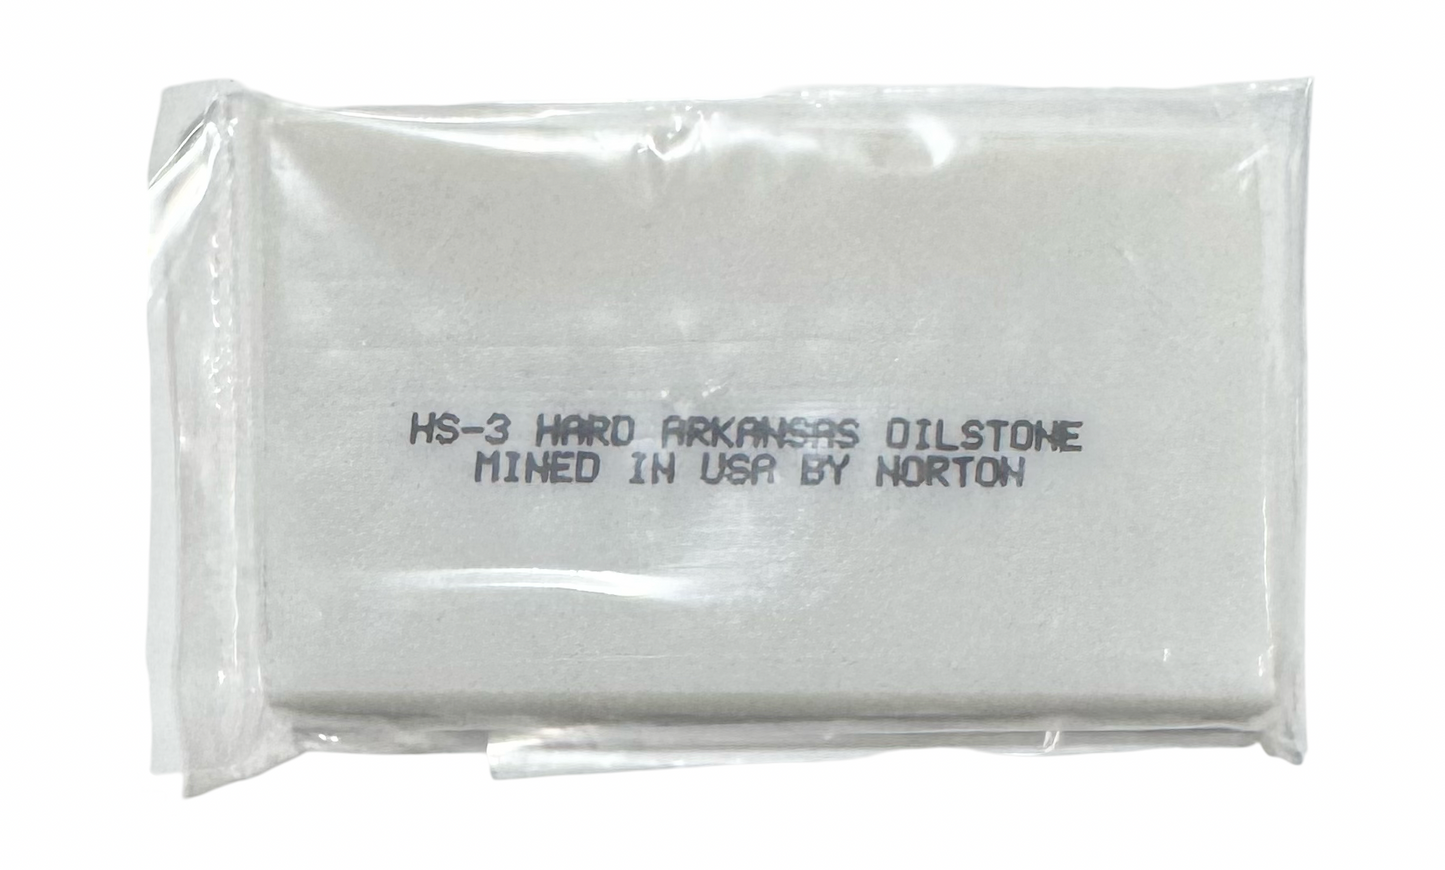 HS-3 HARD ARKANSAS OILSTONE
MINED IN USA BY NORTON